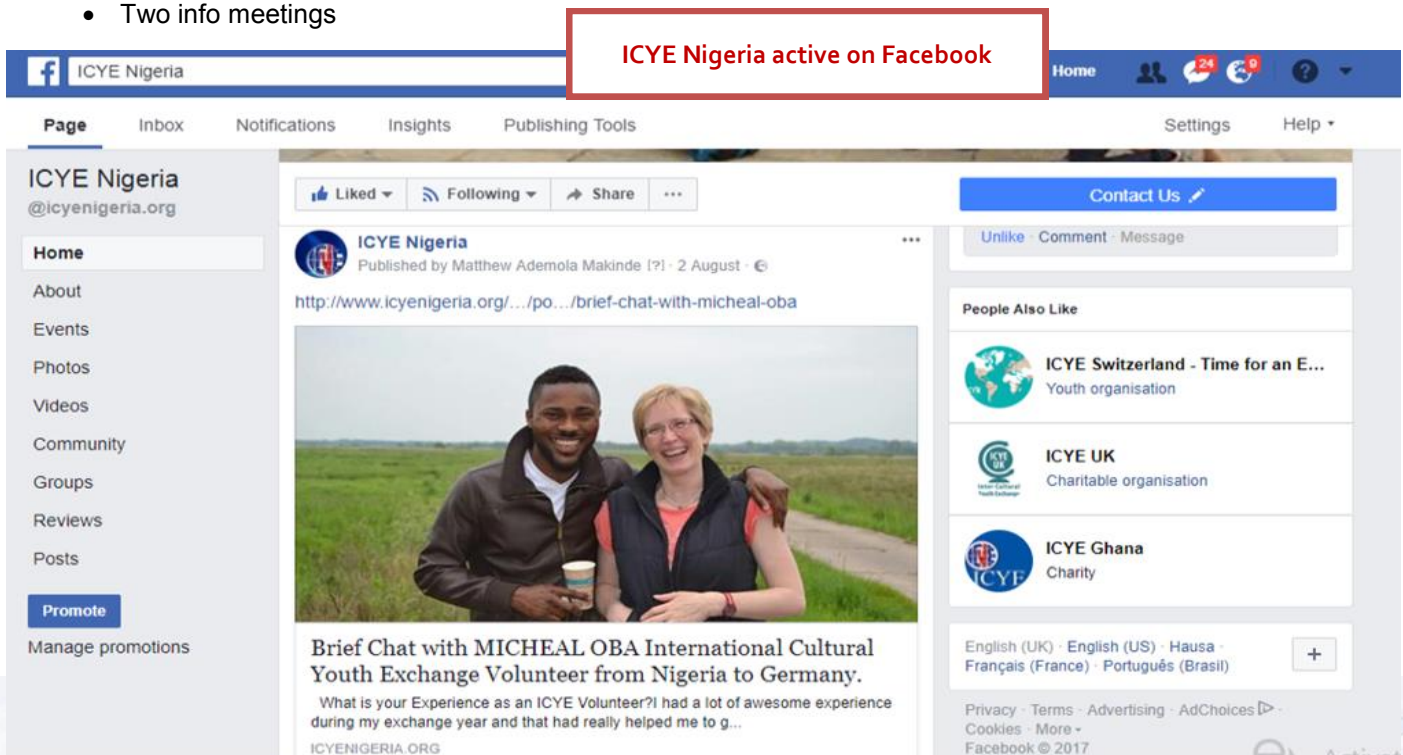 • Two info meetings
ICYE Nigeria active on Facebook
f ICYE Nigeria
Home 24 9 ?
Page Inbox Notifications Insights Publishing Tools Settings Help
ICYE Nigeria
@icyenigeria.org
Home
About
Events
Photos
Videos
Community
Groups
Reviews
Posts
Promote
Manage promotions
Liked Following Share ...
Contact Us
ICYE Nigeria ...
Published by Matthew Ademola Makinde [?] · 2 August ·
http://www.icyenigeria.org/.../po.../brief-chat-with-micheal-oba
Brief Chat with MICHEAL OBA International Cultural
Youth Exchange Volunteer from Nigeria to Germany.
What is your Experience as an ICYE Volunteer?I had a lot of awesome experience
during my exchange year and that had really helped me to g...
ICYENIGERIA.ORG
Unlike · Comment · Message
People Also Like
ICYE Switzerland - Time for an E...
Youth organisation
ICYE UK
Inter-Cultural
Youth Exchange
ICYE UK
Charitable organisation
ICYE
ICYE Ghana
Charity
English (UK) · English (US) · Hausa ·
Français (France) · Português (Brasil)
+
Privacy · Terms · Advertising · AdChoices ·
Cookies · More
Facebook © 2017